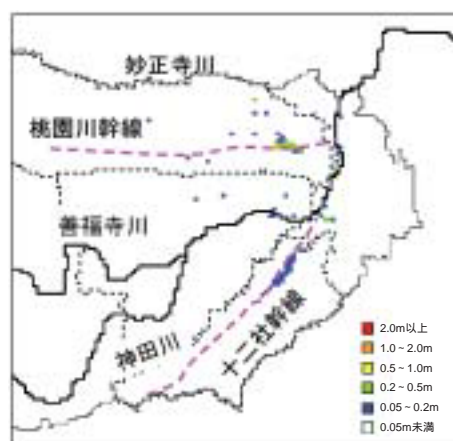 妙正寺川
桃園川幹線
善福寺川
神田川
十二社幹線
2.0m以上
1.0~2.0m
0.5~1.0m
0.2~0.5m
0.05~0.2m
0.05m未満